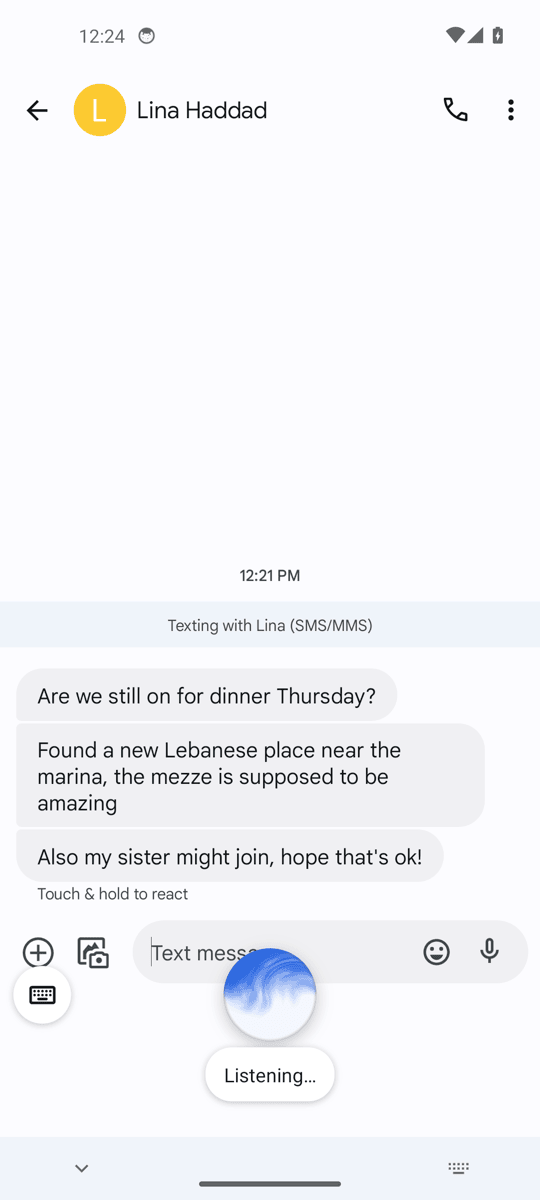 12:24
L
Lina Haddad
12:21 PM
Texting with Lina (SMS/MMS)
Are we still on for dinner Thursday?
Found a new Lebanese place near the
marina, the mezze is supposed to be
amazing
Also my sister might join, hope that's ok!
Touch & hold to react
Text
Listening...